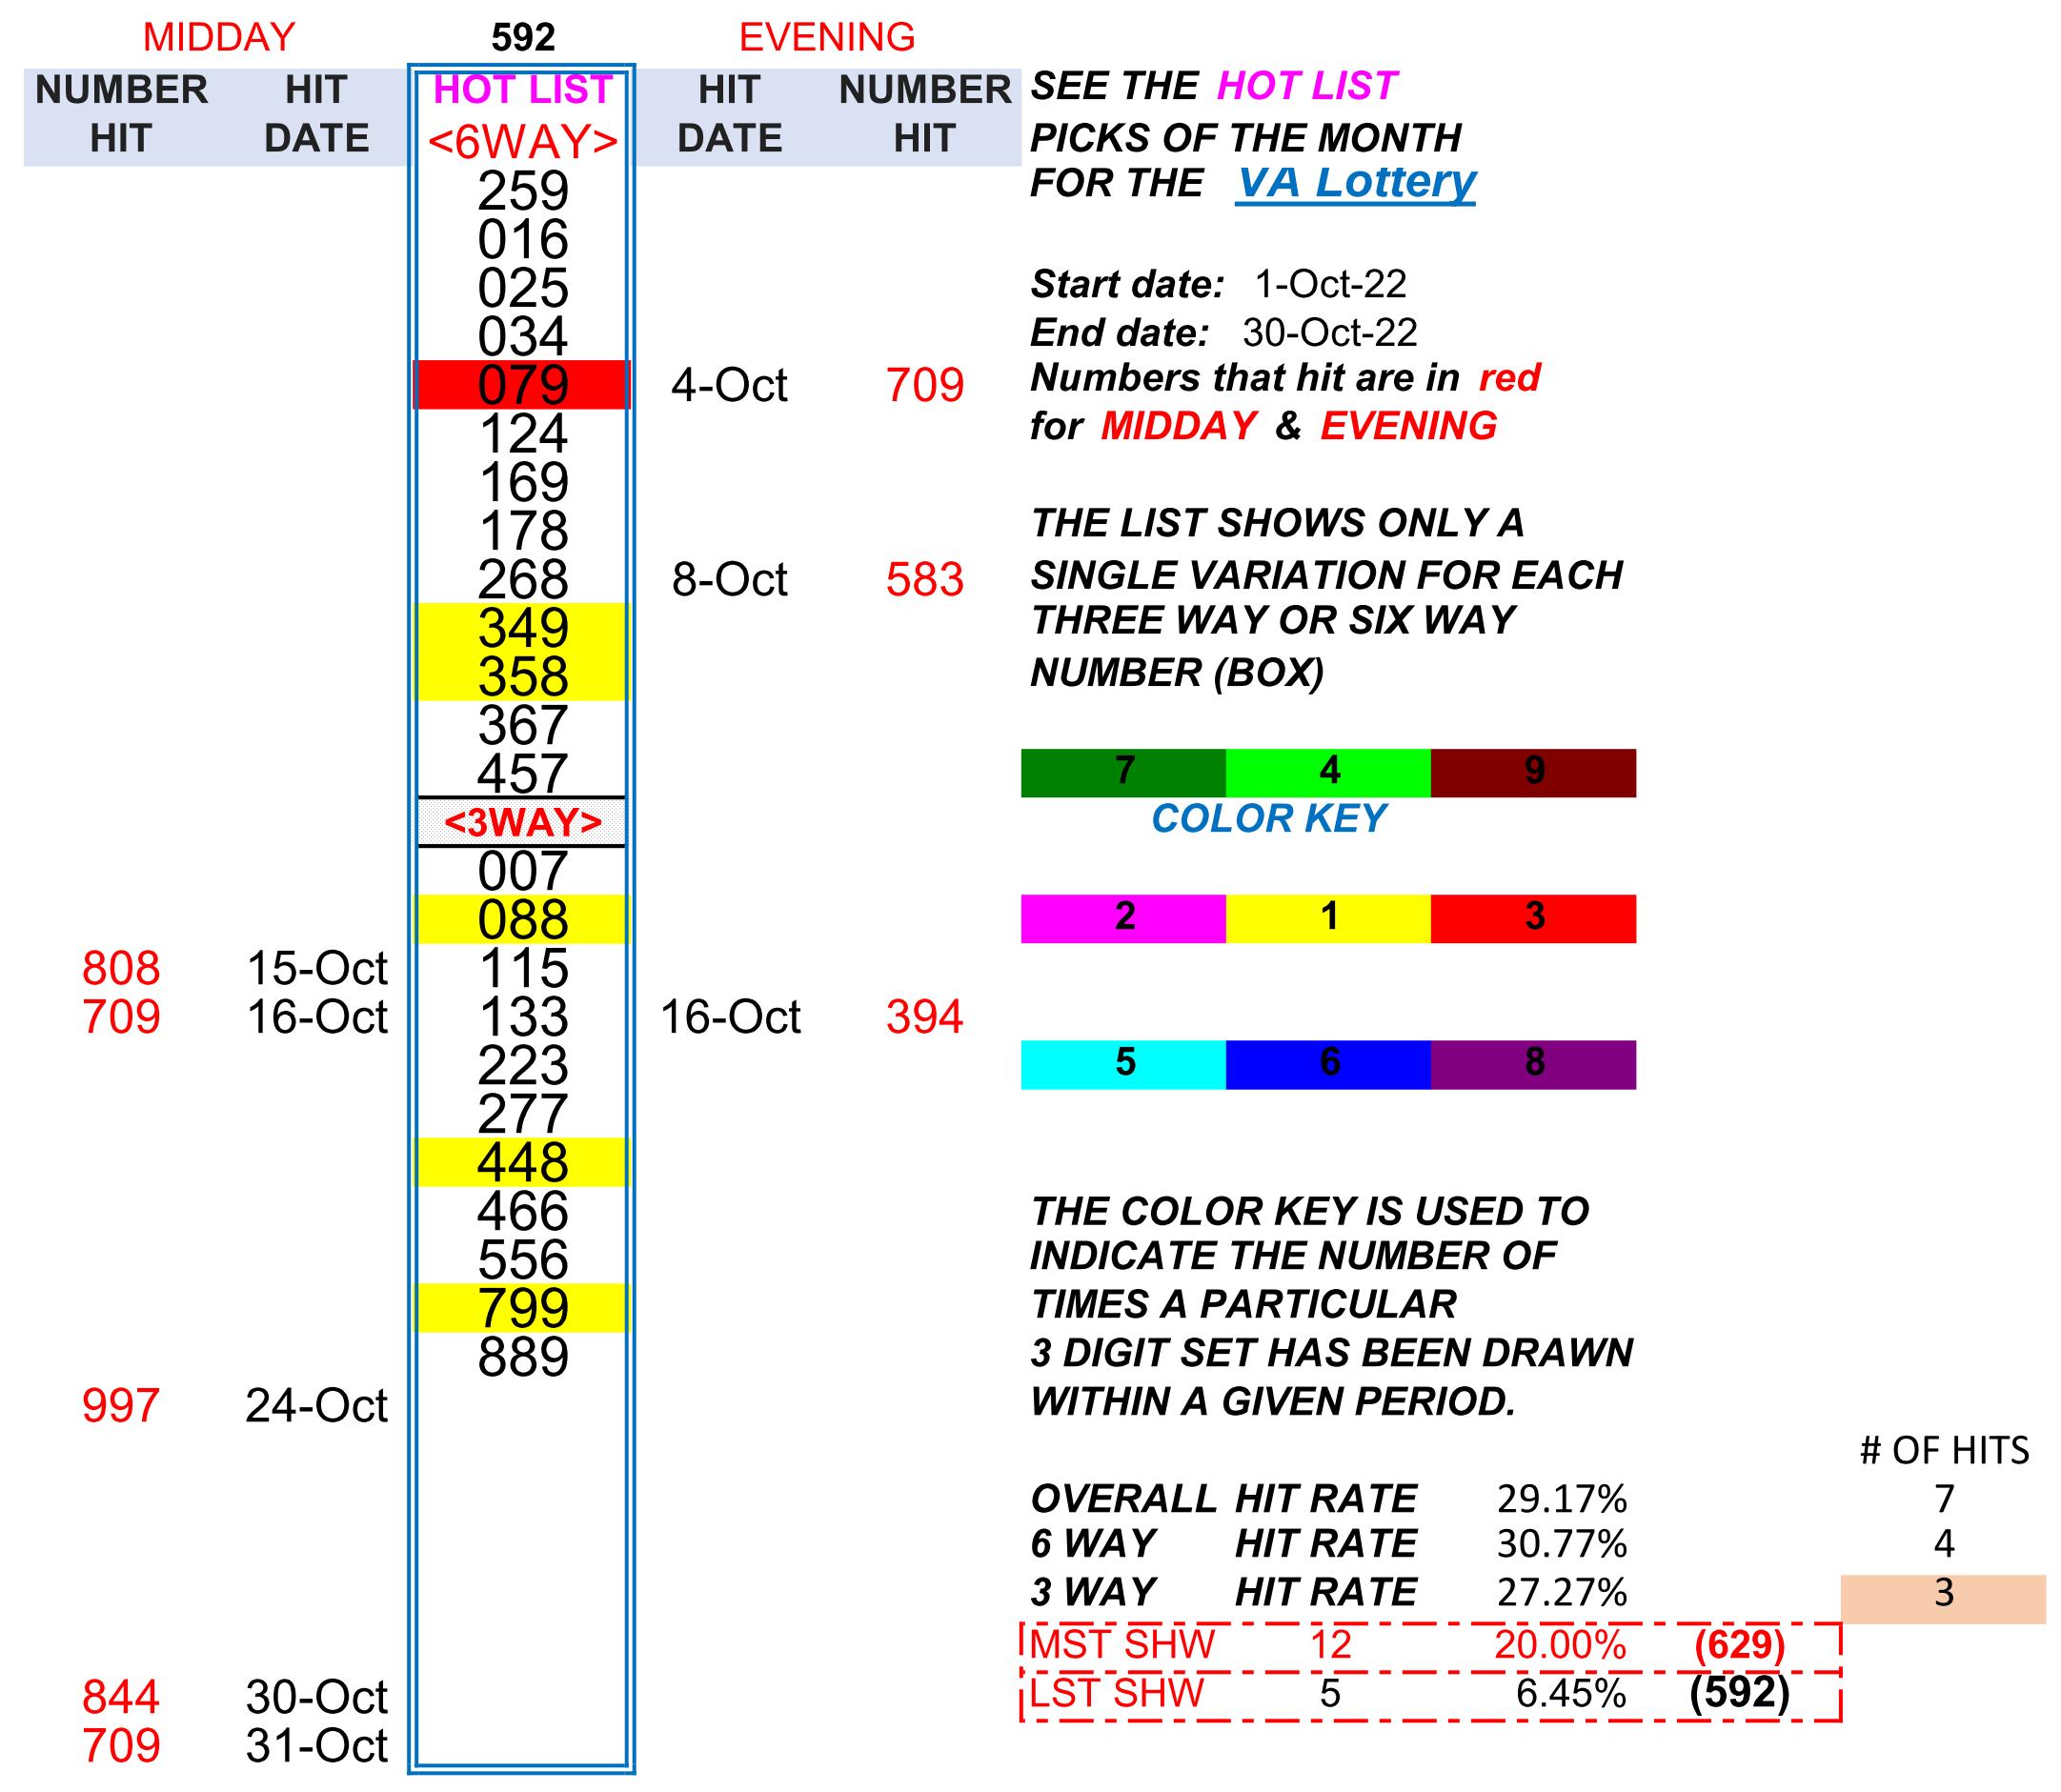 MIDDAY 592 EVENING
NUMBER HIT HOT LIST HIT NUMBER SEE THE HOT LIST
HIT DATE <6WAY> DATE HIT PICKS OF THE MONTH
259 FOR THE VA Lottery
016
025 Start date: 1-Oct-22
034 End date: 30-Oct-22
079 4-Oct 709 Numbers that hit are in red
124 for MIDDAY & EVENING
169
178 THE LIST SHOWS ONLY A
268 8-Oct 583 SINGLE VARIATION FOR EACH
349 THREE WAY OR SIX WAY
358 NUMBER (BOX)
367
457 7 4 9
<3WAY> COLOR KEY
007
088 2 1 3
808 15-Oct 115
709 16-Oct 133 16-Oct 394
223 5 6 8
277
448
466 THE COLOR KEY IS USED TO
556 INDICATE THE NUMBER OF
799 TIMES A PARTICULAR
889 3 DIGIT SET HAS BEEN DRAWN
997 24-Oct WITHIN A GIVEN PERIOD.
# OF HITS
OVERALL HIT RATE 29.17% 7
6 WAY HIT RATE 30.77% 4
3 WAY HIT RATE 27.27% 3
MST SHW 12 20.00% (629)
844 30-Oct LST SHW 5 6.45% (592)
709 31-Oct